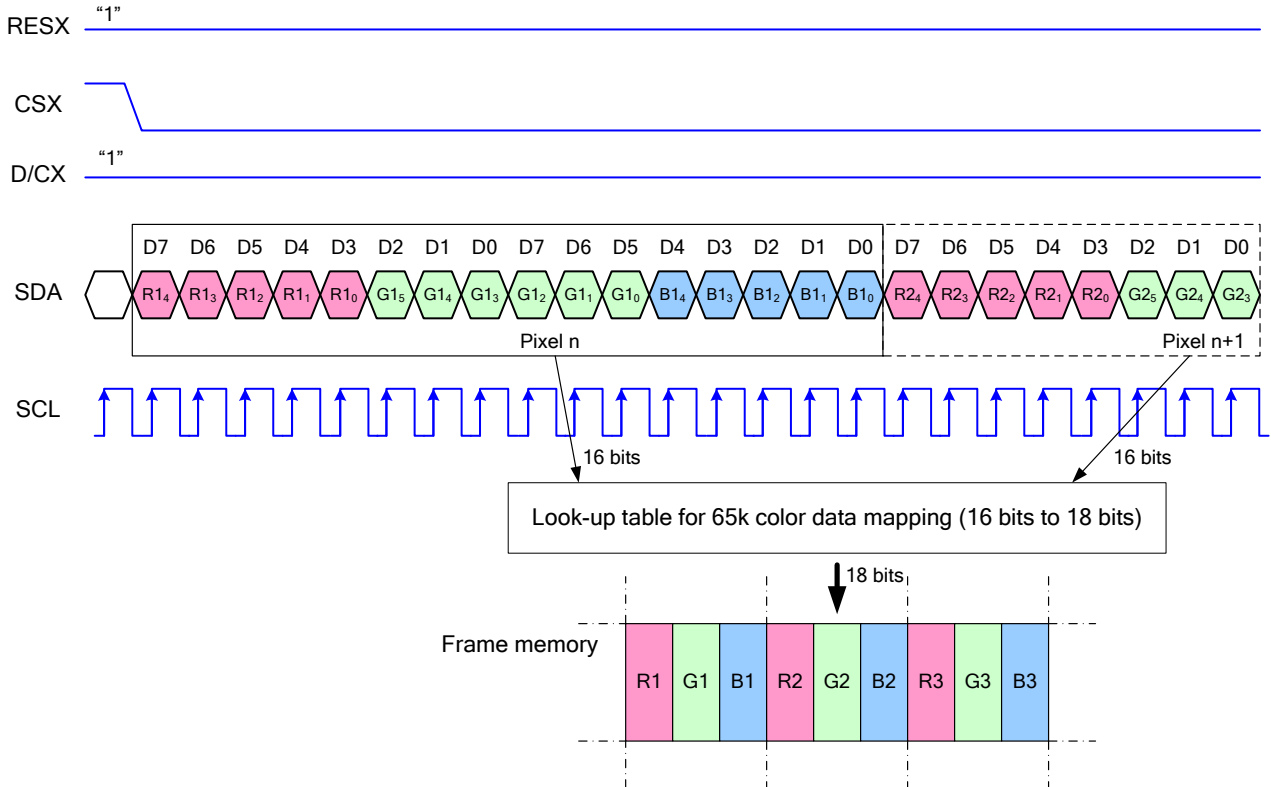 RESX “1”
CSX
D/CX “1”
D7 D6 D5 D4 D3 D2 D1 D0 D7 D6 D5 D4 D3 D2 D1 D0 D7 D6 D5 D4 D3 D2 D1 D0
SDA R1₄ R1₃ R1₂ R1₁ R1₀ G1₅ G1₄ G1₃ G1₂ G1₁ G1₀ B1₄ B1₃ B1₂ B1₁ B1₀ R2₄ R2₃ R2₂ R2₁ R2₀ G2₅ G2₄ G2₃
Pixel n Pixel n+1
SCL
16 bits 16 bits
Look-up table for 65k color data mapping (16 bits to 18 bits)
18 bits
Frame memory
R1 G1 B1 R2 G2 B2 R3 G3 B3